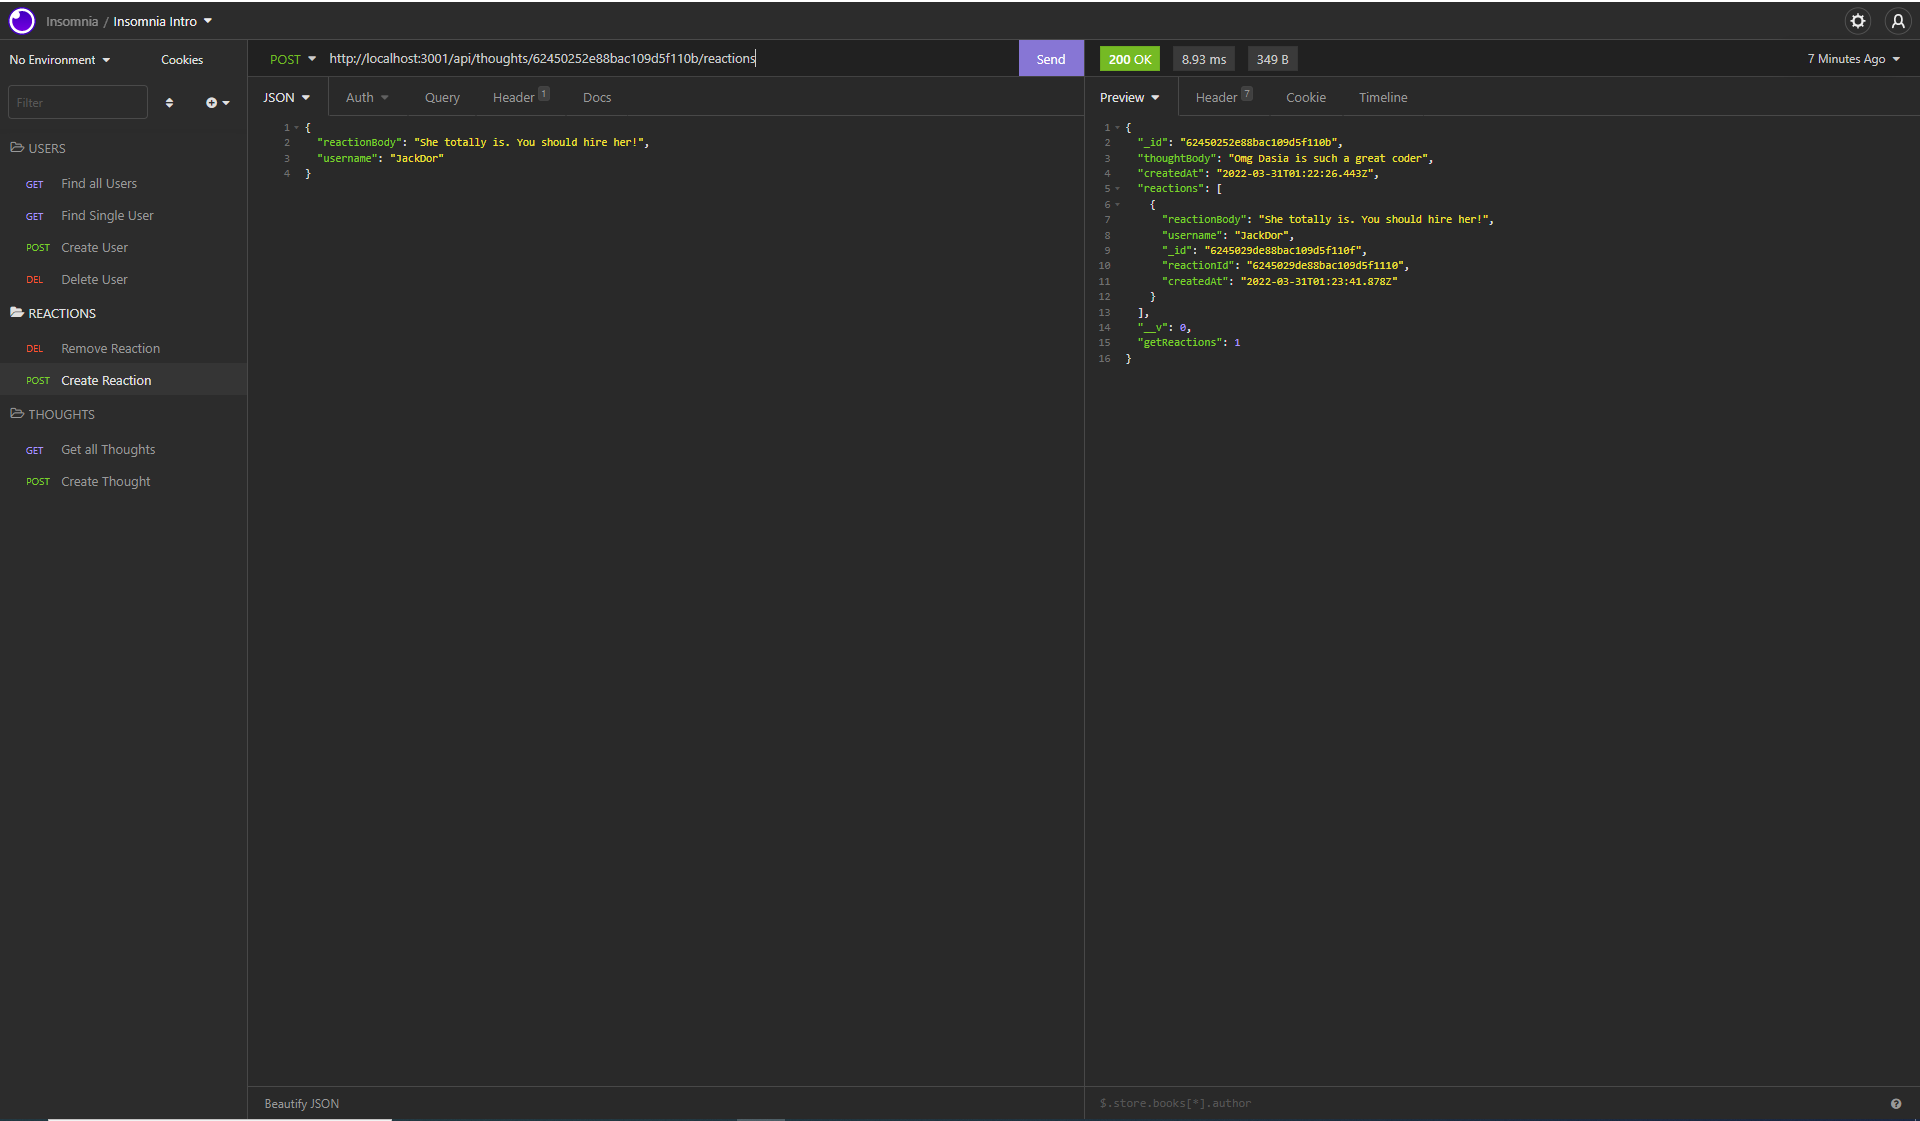 Insomnia / Insomnia Intro
No Environment Cookies
Filter
USERS
GET Find all Users
GET Find Single User
POST Create User
DEL Delete User
REACTIONS
DEL Remove Reaction
POST Create Reaction
THOUGHTS
GET Get all Thoughts
POST Create Thought
POST http://localhost:3001/api/thoughts/62450252e88bac109d5f110b/reactions Send
JSON Auth Query Header 1 Docs
1 {
2 "reactionBody": "She totally is. You should hire her!",
3 "username": "JackDor"
4 }
Beautify JSON
200 OK 8.93 ms 349 B 7 Minutes Ago
Preview Header 7 Cookie Timeline
1 {
2 "_id": "62450252e88bac109d5f110b",
3 "thoughtBody": "Omg Dasia is such a great coder",
4 "createdAt": "2022-03-31T01:22:26.443Z",
5 "reactions": [
6 {
7 "reactionBody": "She totally is. You should hire her!",
8 "username": "JackDor",
9 "_id": "6245029de88bac109d5f110f",
10 "reactionId": "6245029de88bac109d5f1110",
11 "createdAt": "2022-03-31T01:23:41.878Z"
12 }
13 ],
14 "__v": 0,
15 "getReactions": 1
16 }
$.store.books[*].author